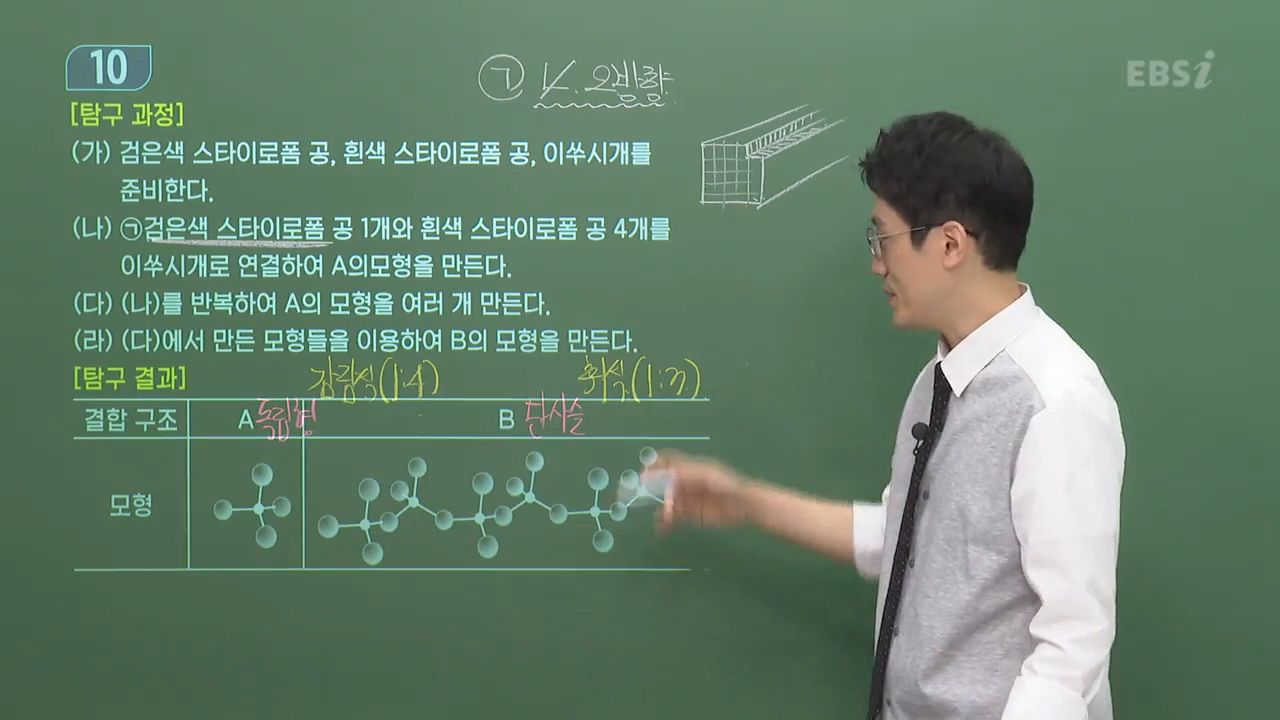 10
㉠ V. 2방향
EBSi
[탐구 과정]
(가) 검은색 스타이로폼 공, 흰색 스타이로폼 공, 이쑤시개를
준비한다.
(나) ㉠검은색 스타이로폼 공 1개와 흰색 스타이로폼 공 4개를
이쑤시개로 연결하여 A의모형을 만든다.
(다) (나)를 반복하여 A의 모형을 여러 개 만든다.
(라) (다)에서 만든 모형들을 이용하여 B의 모형을 만든다.
[탐구 결과]
감람석(1:4) 휘석(1:3)
결합 구조 A 독립형 B 단사슬
모형